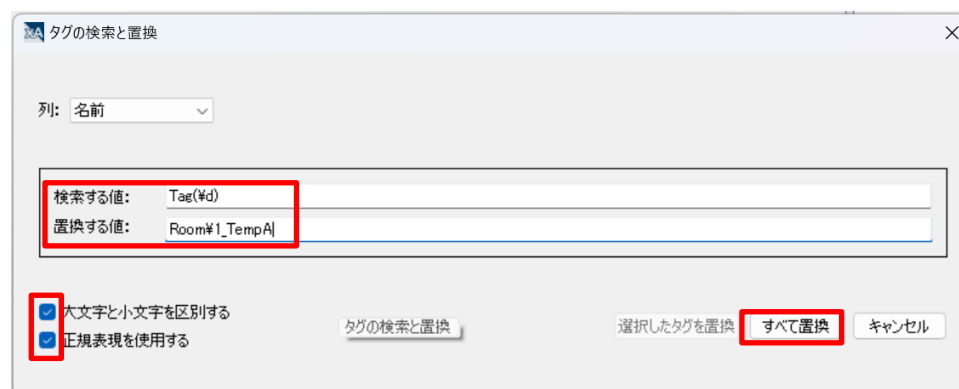 xA タグの検索と置換
列: 名前
検索する値: Tag(¥d)
置換する値: Room¥1_TempA
大文字と小文字を区別する
正規表現を使用する
タグの検索と置換
選択したタグを置換 すべて置換 キャンセル